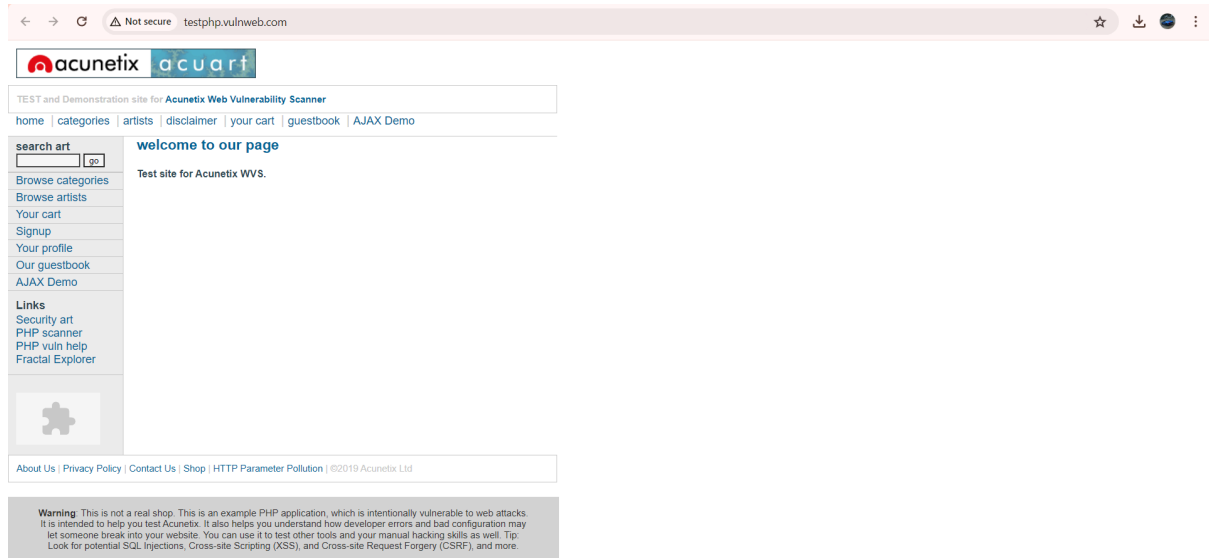 Not secure testphp.vulnweb.com
acunetix acuart
TEST and Demonstration site for Acunetix Web Vulnerability Scanner
home | categories | artists | disclaimer | your cart | guestbook | AJAX Demo
search art
go
Browse categories
Browse artists
Your cart
Signup
Your profile
Our guestbook
AJAX Demo
Links
Security art
PHP scanner
PHP vuln help
Fractal Explorer
welcome to our page
Test site for Acunetix WVS.
About Us | Privacy Policy | Contact Us | Shop | HTTP Parameter Pollution | ©2019 Acunetix Ltd
Warning: This is not a real shop. This is an example PHP application, which is intentionally vulnerable to web attacks.
It is intended to help you test Acunetix. It also helps you understand how developer errors and bad configuration may
let someone break into your website. You can use it to test other tools and your manual hacking skills as well. Tip:
Look for potential SQL Injections, Cross-site Scripting (XSS), and Cross-site Request Forgery (CSRF), and more.